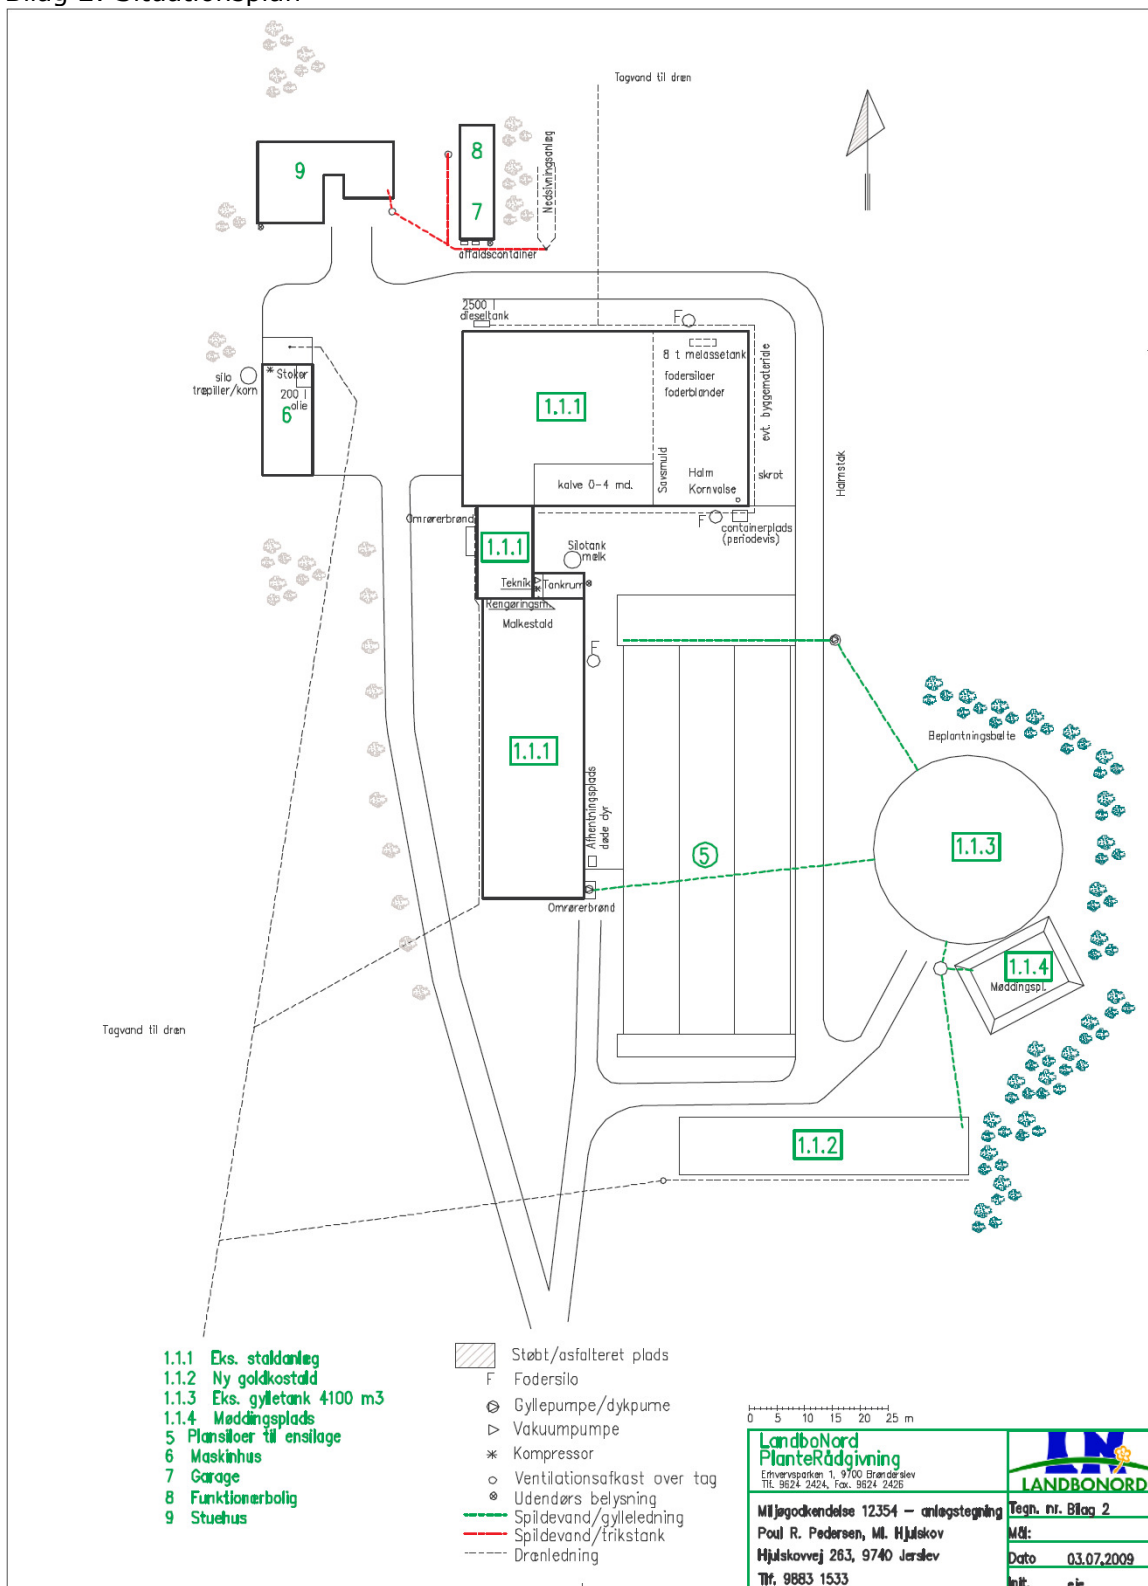 Bilag 2: Situationsplan
Tagvand til dræn
9
8
7
Nedsivningsanlæg
affaldscontainer
2500 l
dieseltank
F
8 t melassetank
fodersiloer
foderblander
evt. byggemateriale
Halmstak
silo
træpiller/korn
* Stoker
200 l
olie
6
1.1.1
kalve 0-4 md.
Savsmuld
Halm
Kornvalse
skrot
Omrørerbrønd
F
containerplads
(periodevis)
1.1.1
Silotank
mælk
Teknik
Tankrum
Rengøringsm.
Malkestald
F
Beplantningsbælte
1.1.1
Afhentningsplads
døde dyr
5
1.1.3
Omrørerbrønd
1.1.4
Møddingspl.
Tagvand til dræn
1.1.2
1.1.1 Eks. staldanlæg
1.1.2 Ny goldkostald
1.1.3 Eks. gylletank 4100 m3
1.1.4 Møddingsplads
5 Plansiloer til ensilage
6 Maskinhus
7 Garage
8 Funktionærbolig
9 Stuehus
Støbt/asfalteret plads
F Fodersilo
Gyllepumpe/dykpume
Vakuumpumpe
Kompressor
Ventilationsafkast over tag
Udendørs belysning
Spildevand/gylleledning
Spildevand/trikstank
Drænledning
0 5 10 15 20 25 m
LandboNord
PlanteRådgivning
Erhvervsparken 1, 9700 Brønderslev
Tlf. 9624 2424, Fax. 9624 2426
LN
LANDBONORD
Miljøgodkendelse 12354 – anlægstegning
Poul R. Pedersen, Ml. Hjulskov
Hjulskovvej 263, 9740 Jerslev
Tlf. 9883 1533
Tegn. nr. Bilag 2
Mål:
Dato 03.07.2009
Init.